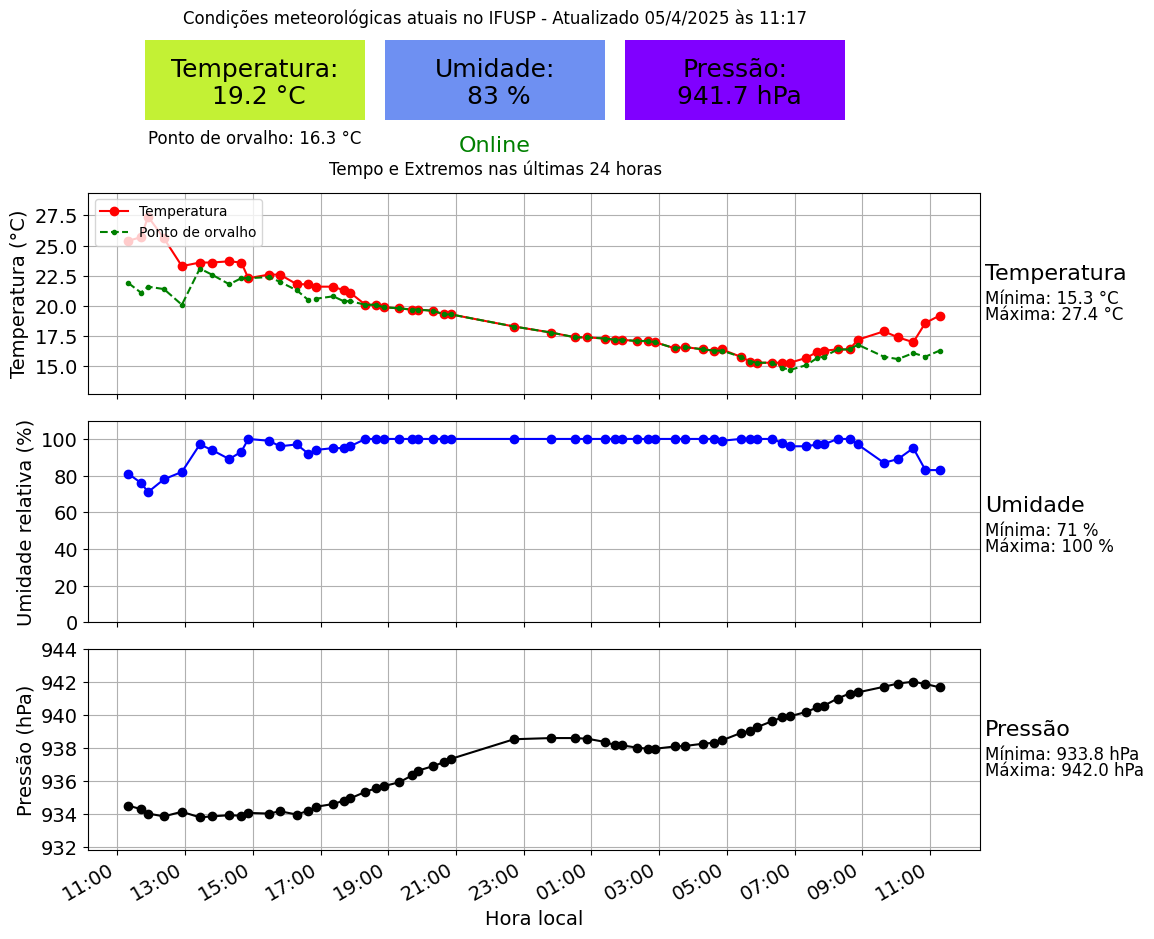 Condições meteorológicas atuais no IFUSP - Atualizado 05/4/2025 às 11:17
Temperatura:
19.2 °C
Umidade:
83 %
Pressão:
941.7 hPa
Ponto de orvalho: 16.3 °C
Online
Tempo e Extremos nas últimas 24 horas
Temperatura (°C)
27.5
25.0
22.5
20.0
17.5
15.0
Temperatura
Ponto de orvalho
Temperatura
Mínima: 15.3 °C
Máxima: 27.4 °C
Umidade relativa (%)
100
80
60
40
20
0
Umidade
Mínima: 71 %
Máxima: 100 %
Pressão (hPa)
944
942
940
938
936
934
932
Pressão
Mínima: 933.8 hPa
Máxima: 942.0 hPa
11:00 13:00 15:00 17:00 19:00 21:00 23:00 01:00 03:00 05:00 07:00 09:00 11:00
Hora local